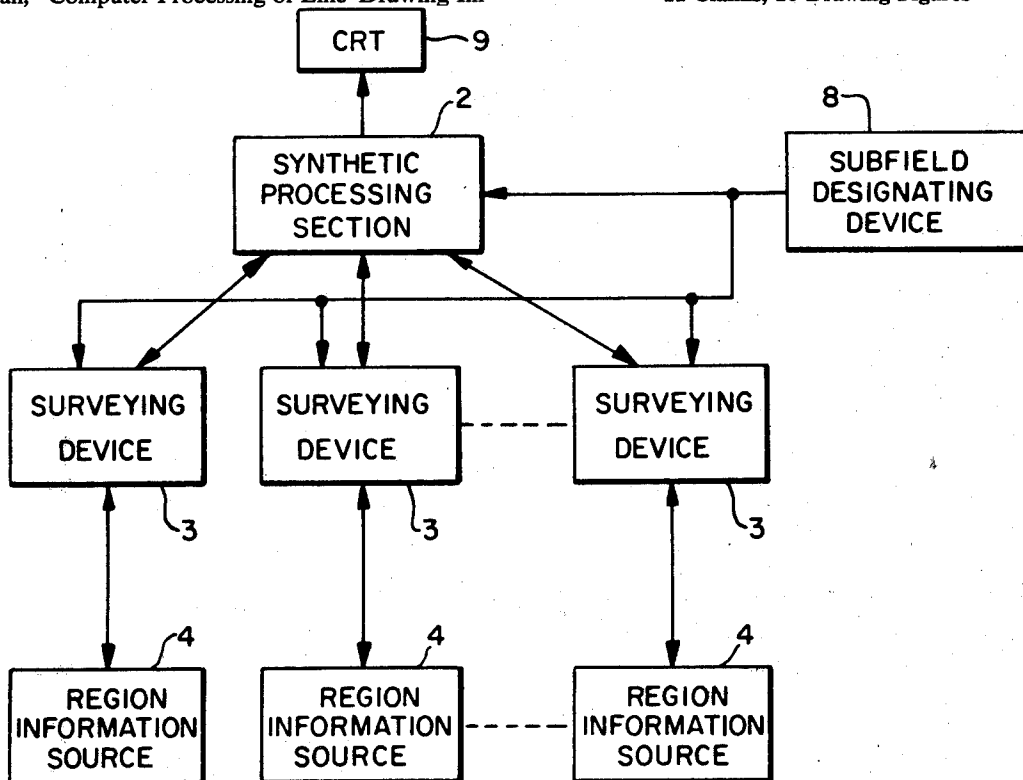 CRT
9
2
SYNTHETIC
PROCESSING
SECTION
8
SUBFIELD
DESIGNATING
DEVICE
SURVEYING
DEVICE
3
SURVEYING
DEVICE
3
SURVEYING
DEVICE
3
4
REGION
INFORMATION
SOURCE
4
REGION
INFORMATION
SOURCE
4
REGION
INFORMATION
SOURCE